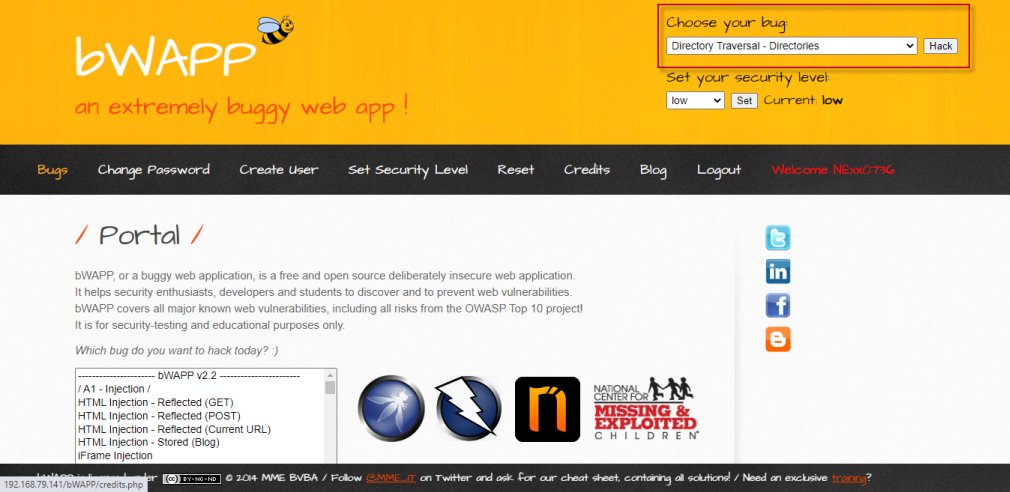 bWAPP
an extremely buggy web app !
Choose your bug:
Directory Traversal - Directories
Hack
Set your security level:
low
Set
Current: low
Bugs Change Password Create User Set Security Level Reset Credits Blog Logout Welcome NExx0736
/ Portal /
bWAPP, or a buggy web application, is a free and open source deliberately insecure web application.
It helps security enthusiasts, developers and students to discover and to prevent web vulnerabilities.
bWAPP covers all major known web vulnerabilities, including all risks from the OWASP Top 10 project!
It is for security-testing and educational purposes only.
Which bug do you want to hack today? :)
---------------------- bWAPP v2.2 -----------------------
/ A1 - Injection /
HTML Injection - Reflected (GET)
HTML Injection - Reflected (POST)
HTML Injection - Reflected (Current URL)
HTML Injection - Stored (Blog)
iFrame Injection
NATIONAL
CENTER FOR
MISSING &
EXPLOITED
CHILDREN®
cc BY-NC-ND © 2014 MME BVBA / Follow @MME_IT on Twitter and ask for our cheat sheet, containing all solutions! / Need an exclusive training?
192.168.79.141/bWAPP/credits.php